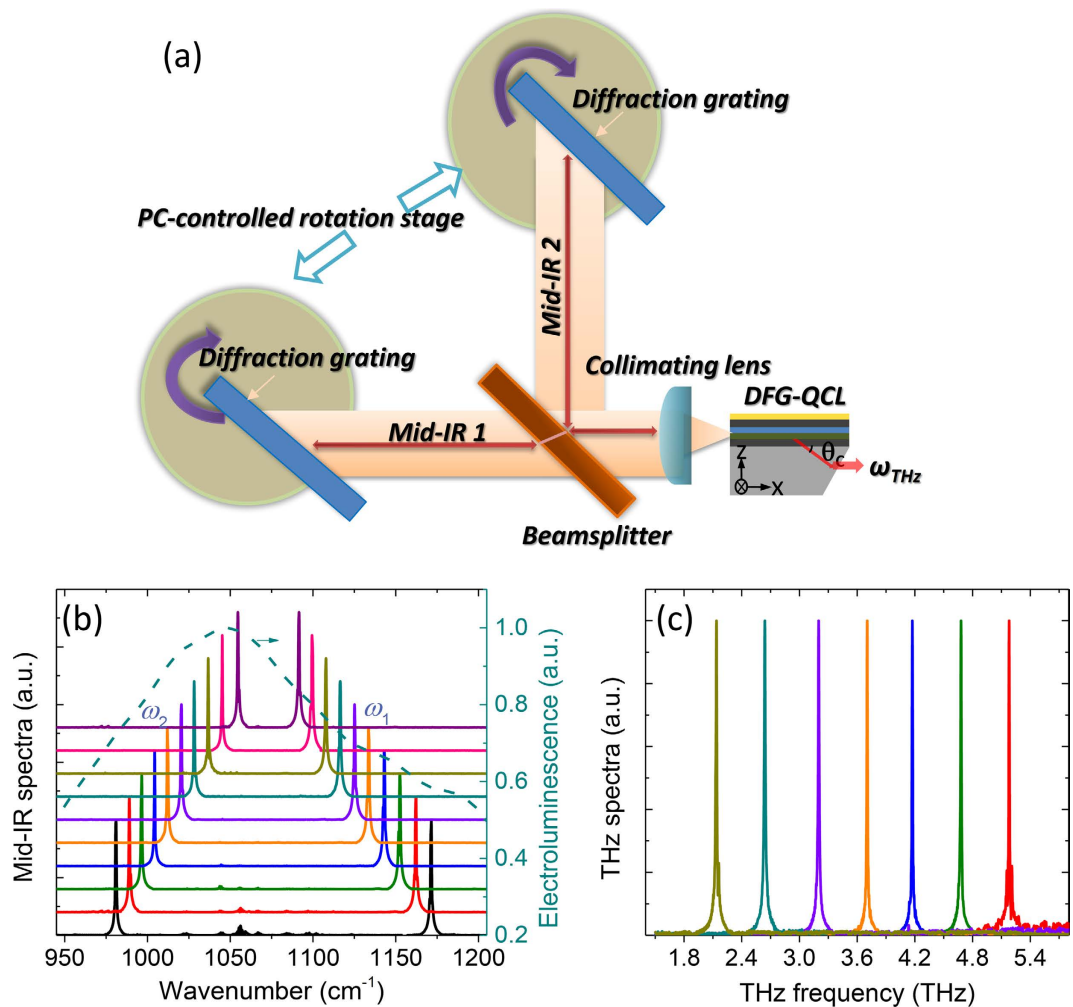 (a)
Diffraction grating
PC-controlled rotation stage
Mid-IR 2
Diffraction grating
Collimating lens
DFG-QCL
Mid-IR 1
θc
Z
X
ωTHz
Beamsplitter
(b)
Mid-IR spectra (a.u.)
ω2
ω1
1.0
0.8
0.6
0.4
0.2
Electroluminescence (a.u.)
950 1000 1050 1100 1150 1200
Wavenumber (cm-1)
(c)
THz spectra (a.u.)
1.8 2.4 3.0 3.6 4.2 4.8 5.4
THz frequency (THz)